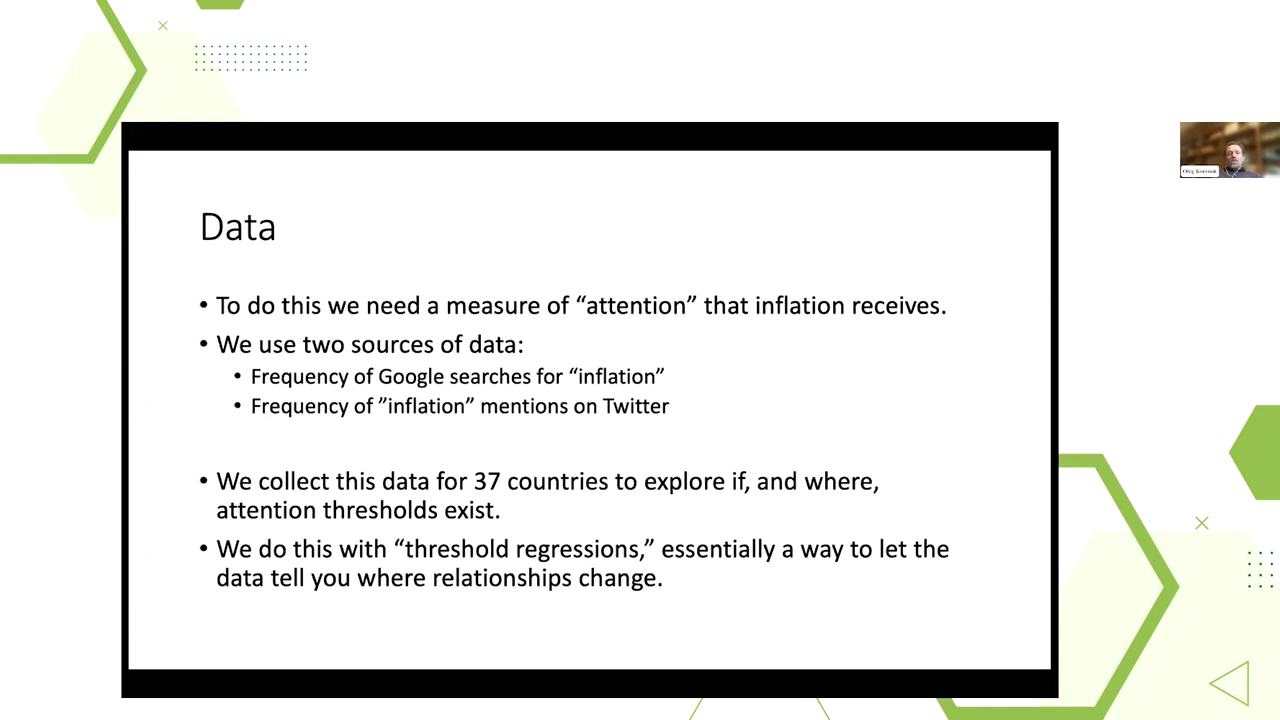 Data
• To do this we need a measure of “attention” that inflation receives.
• We use two sources of data:
• Frequency of Google searches for “inflation”
• Frequency of ”inflation” mentions on Twitter
• We collect this data for 37 countries to explore if, and where,
attention thresholds exist.
• We do this with “threshold regressions,” essentially a way to let the
data tell you where relationships change.
Oleg Korenok